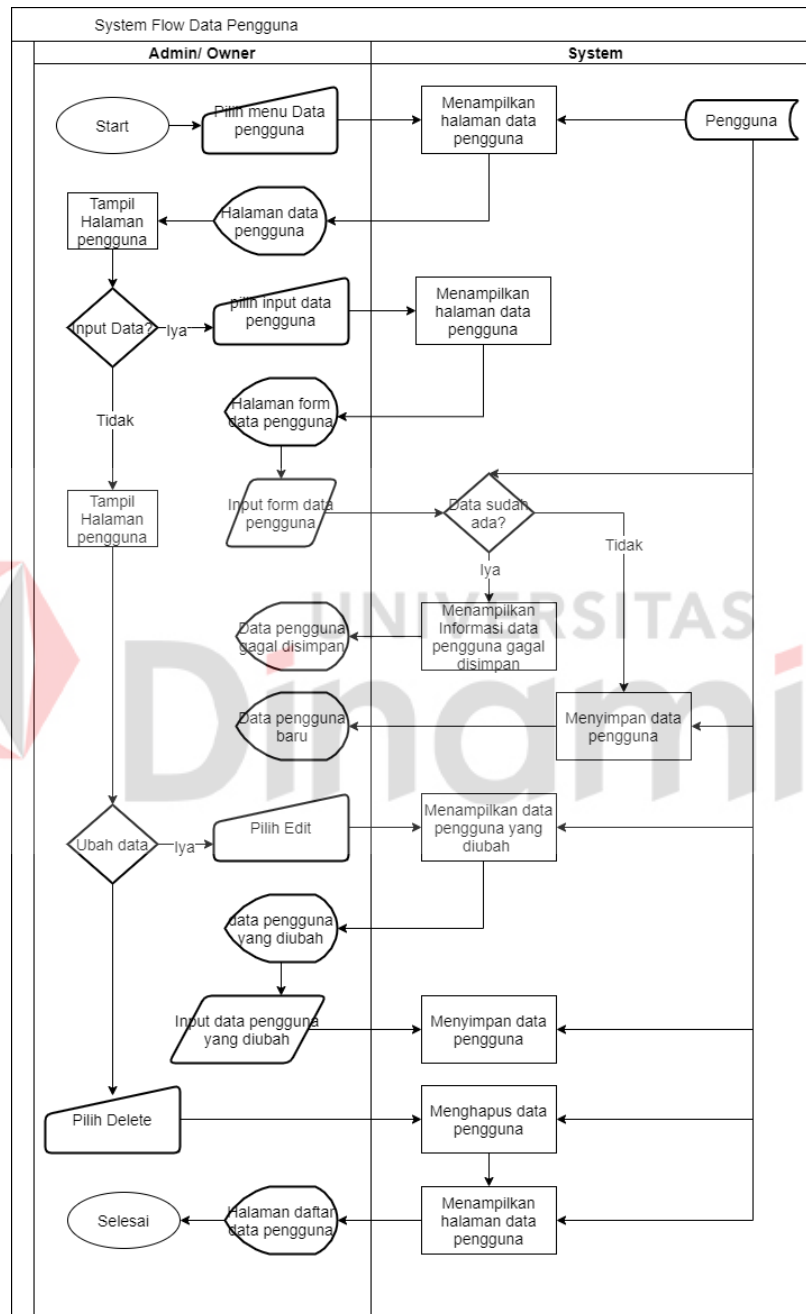 System Flow Data Pengguna
Admin/ Owner
System
Start
Pilih menu Data
pengguna
Menampilkan
halaman data
pengguna
Pengguna
Tampil
Halaman
pengguna
Halaman data
pengguna
Input Data?
Iya
pilih input data
pengguna
Menampilkan
halaman data
pengguna
Tidak
Halaman form
data pengguna
Tampil
Halaman
pengguna
Input form data
pengguna
Data sudah
ada?
Tidak
Iya
UNIVERSITAS
Dinami
Data pengguna
gagal disimpan
Menampilkan
Informasi data
pengguna gagal
disimpan
Data pengguna
baru
Menyimpan data
pengguna
Ubah data
Iya
Pilih Edit
Menampilkan data
pengguna yang
diubah
data pengguna
yang diubah
Input data pengguna
yang diubah
Menyimpan data
pengguna
Pilih Delete
Menghapus data
pengguna
Selesai
Halaman daftar
data pengguna
Menampilkan
halaman data
pengguna